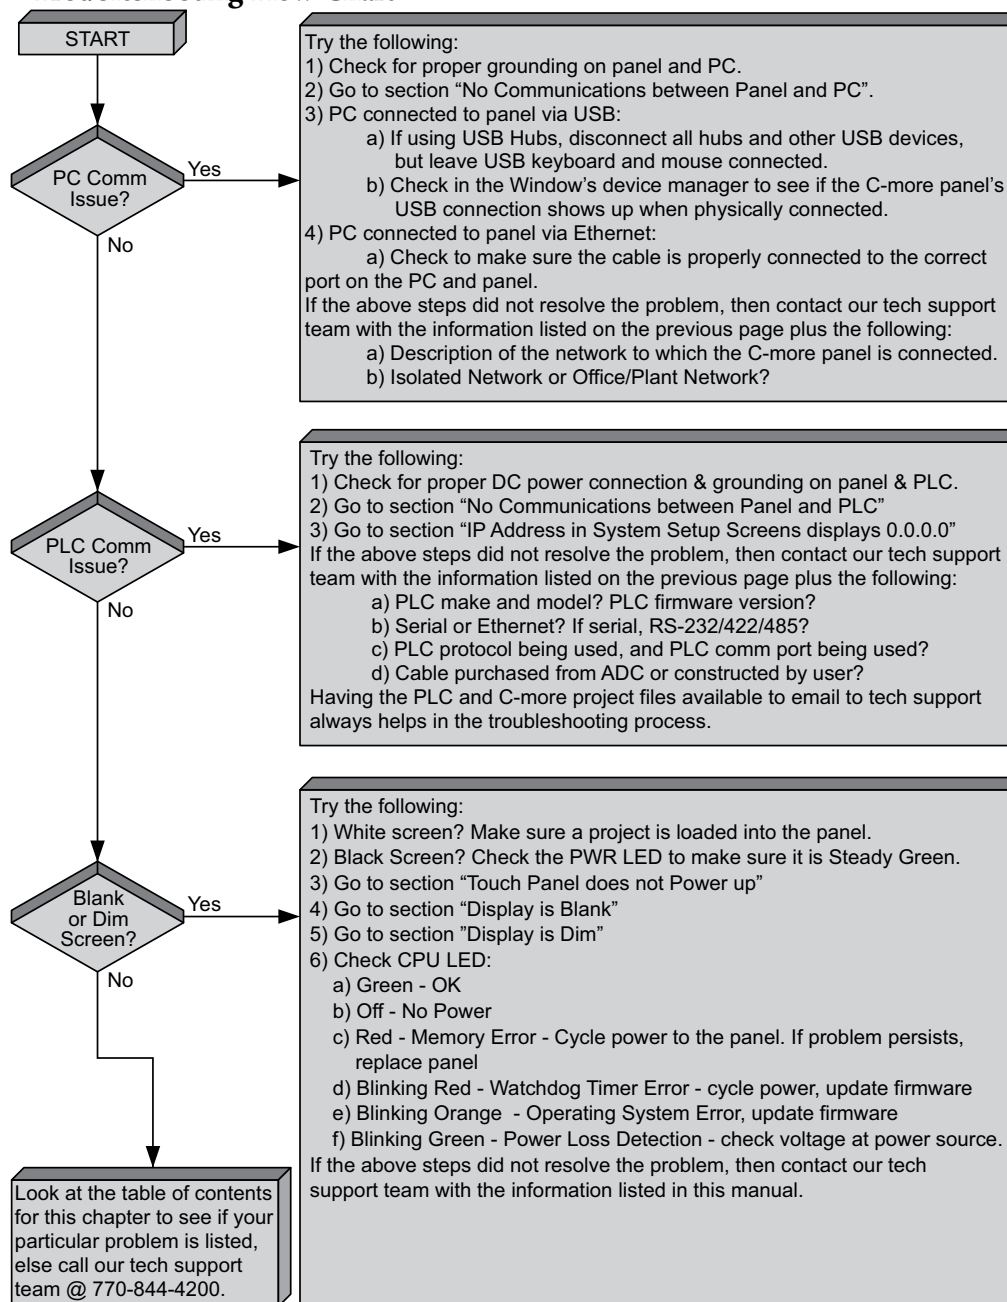 START
PC Comm
Issue?
Yes
No
Try the following:
1) Check for proper grounding on panel and PC.
2) Go to section “No Communications between Panel and PC”.
3) PC connected to panel via USB:
a) If using USB Hubs, disconnect all hubs and other USB devices,
but leave USB keyboard and mouse connected.
b) Check in the Window’s device manager to see if the C-more panel’s
USB connection shows up when physically connected.
4) PC connected to panel via Ethernet:
a) Check to make sure the cable is properly connected to the correct
port on the PC and panel.
If the above steps did not resolve the problem, then contact our tech support
team with the information listed on the previous page plus the following:
a) Description of the network to which the C-more panel is connected.
b) Isolated Network or Office/Plant Network?
PLC Comm
Issue?
Yes
No
Try the following:
1) Check for proper DC power connection & grounding on panel & PLC.
2) Go to section “No Communications between Panel and PLC”
3) Go to section “IP Address in System Setup Screens displays 0.0.0.0”
If the above steps did not resolve the problem, then contact our tech support
team with the information listed on the previous page plus the following:
a) PLC make and model? PLC firmware version?
b) Serial or Ethernet? If serial, RS-232/422/485?
c) PLC protocol being used, and PLC comm port being used?
d) Cable purchased from ADC or constructed by user?
Having the PLC and C-more project files available to email to tech support
always helps in the troubleshooting process.
Blank
or Dim
Screen?
Yes
No
Try the following:
1) White screen? Make sure a project is loaded into the panel.
2) Black Screen? Check the PWR LED to make sure it is Steady Green.
3) Go to section “Touch Panel does not Power up”
4) Go to section “Display is Blank”
5) Go to section ”Display is Dim”
6) Check CPU LED:
a) Green - OK
b) Off - No Power
c) Red - Memory Error - Cycle power to the panel. If problem persists,
replace panel
d) Blinking Red - Watchdog Timer Error - cycle power, update firmware
e) Blinking Orange - Operating System Error, update firmware
f) Blinking Green - Power Loss Detection - check voltage at power source.
If the above steps did not resolve the problem, then contact our tech
support team with the information listed in this manual.
Look at the table of contents
for this chapter to see if your
particular problem is listed,
else call our tech support
team @ 770-844-4200.